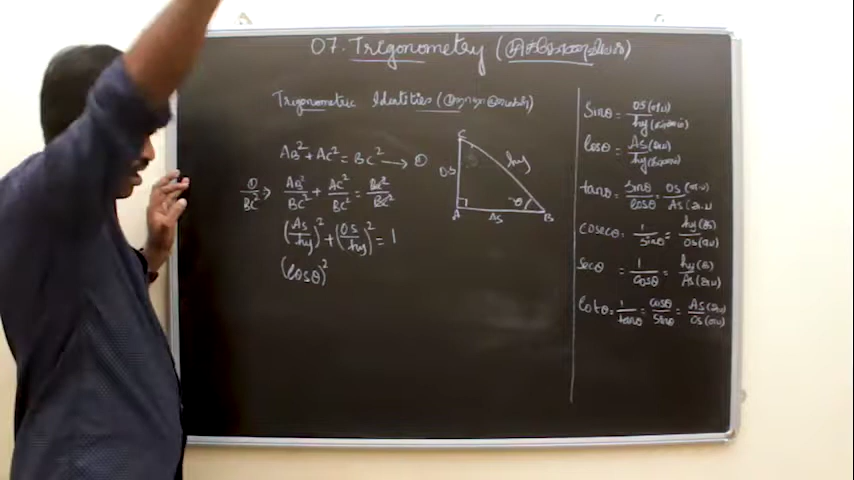 07. Tregonometry
Trygonometric Identities
AB² + AC² = BC² → ①
①/BC² ⇒ AB²/BC² + AC²/BC² = BC²/BC²
(As/hy)² + (Os/hy)² = 1
(Cosθ)²
C
Os
hy
θ
A
As
B
Sinθ = Os/hy
Cosθ = As/hy
tanθ = Sinθ/Cosθ = Os/As
Cosecθ = 1/Sinθ = hy/Os
Secθ = 1/Cosθ = hy/As
Cotθ = 1/tanθ = Cosθ/Sinθ = As/Os